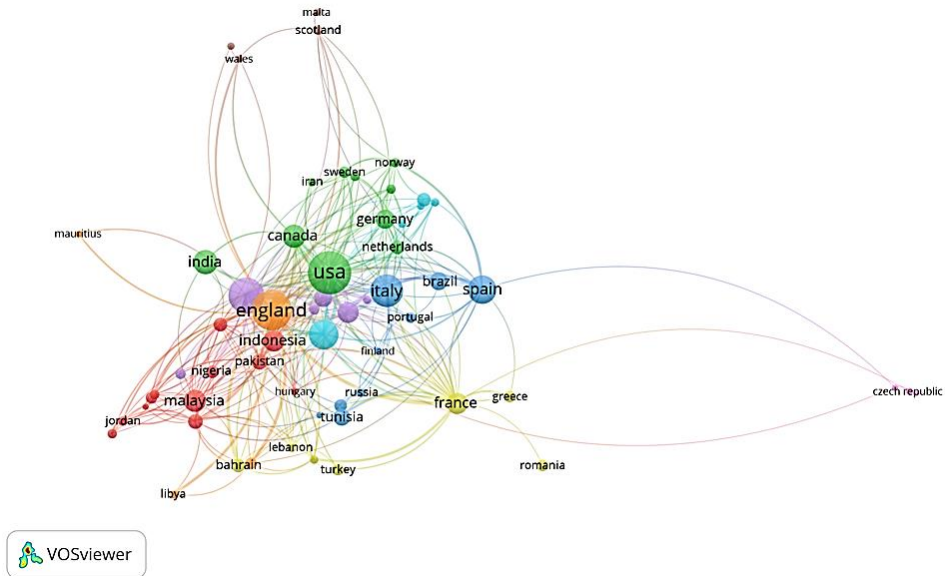 malta
scotland
wales
norway
sweden
iran
germany
mauritius
canada
netherlands
india
usa
brazil
italy
spain
england
portugal
indonesia
finland
pakistan
nigeria
hungary
russia
greece
czech republic
malaysia
france
jordan
tunisia
lebanon
bahrain
turkey
romania
libya
VOSviewer